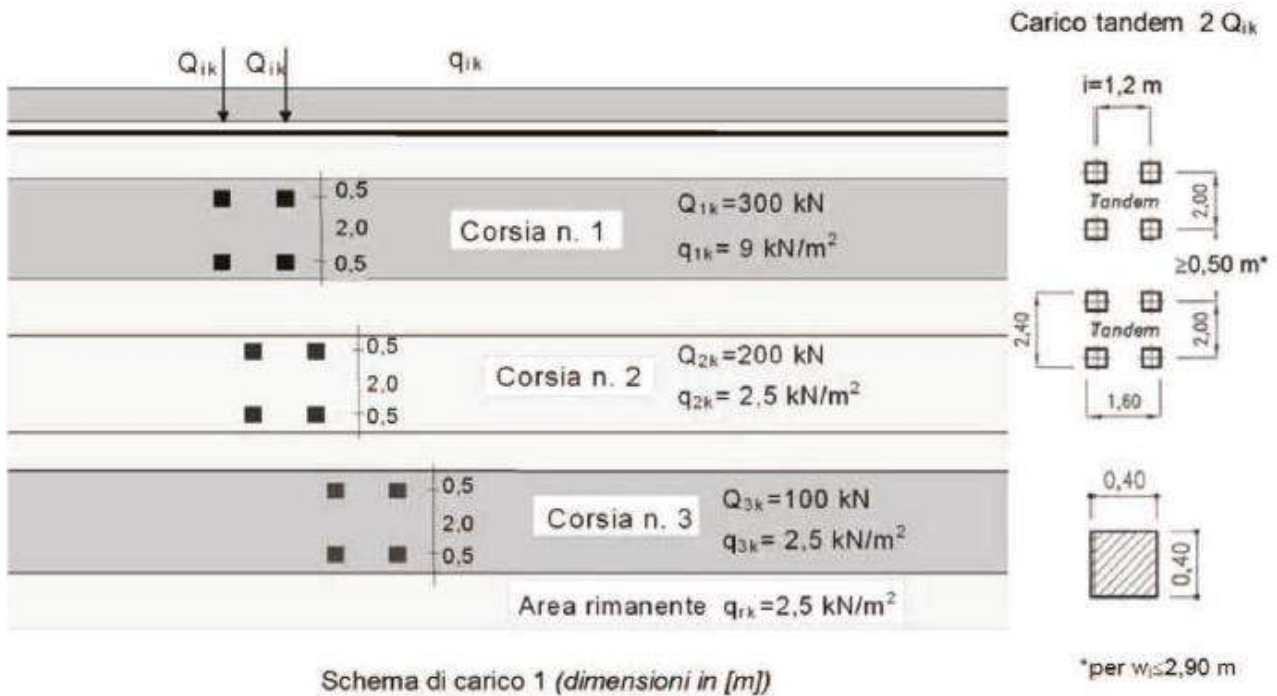 Carico tandem 2 Qik
Qik Qik qik
i=1,2 m
0,5
2,0
0,5
Corsia n. 1
Q1k=300 kN
q1k= 9 kN/m²
Tandem
2,00
≥0,50 m*
0,5
2,0
0,5
Corsia n. 2
Q2k=200 kN
q2k= 2,5 kN/m²
2,40
Tandem
2,00
1,60
0,5
2,0
0,5
Corsia n. 3
Q3k=100 kN
q3k= 2,5 kN/m²
0,40
0,40
Area rimanente qrk=2,5 kN/m²
Schema di carico 1 (dimensioni in [m])
*per wl≤2,90 m